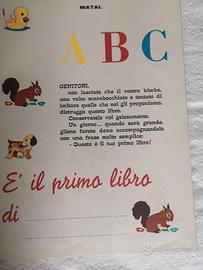 MATAL
A B C
GENITORI,
non lasciate che il vostro bimbo,
una volta scarabocchiato e tentato di
imitare quello che noi gli proponiamo,
distrugga questo libro.
Conservatelo voi gelosamente.
Un giorno... quando sarà grande,
gliene farete dono accompagnandolo
con una frase molto semplice:
- Questo è il tuo primo libro!
E' il primo libro
di
subito